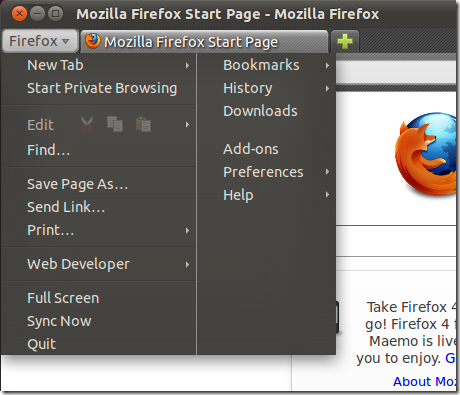 Mozilla Firefox Start Page - Mozilla Firefox
Firefox
Mozilla Firefox Start Page
New Tab
Start Private Browsing
Edit
Find...
Save Page As...
Send Link...
Print...
Web Developer
Full Screen
Sync Now
Quit
Bookmarks
History
Downloads
Add-ons
Preferences
Help
Take Firefox 4
go! Firefox 4 f
Maemo is live
you to enjoy. G
About Moz